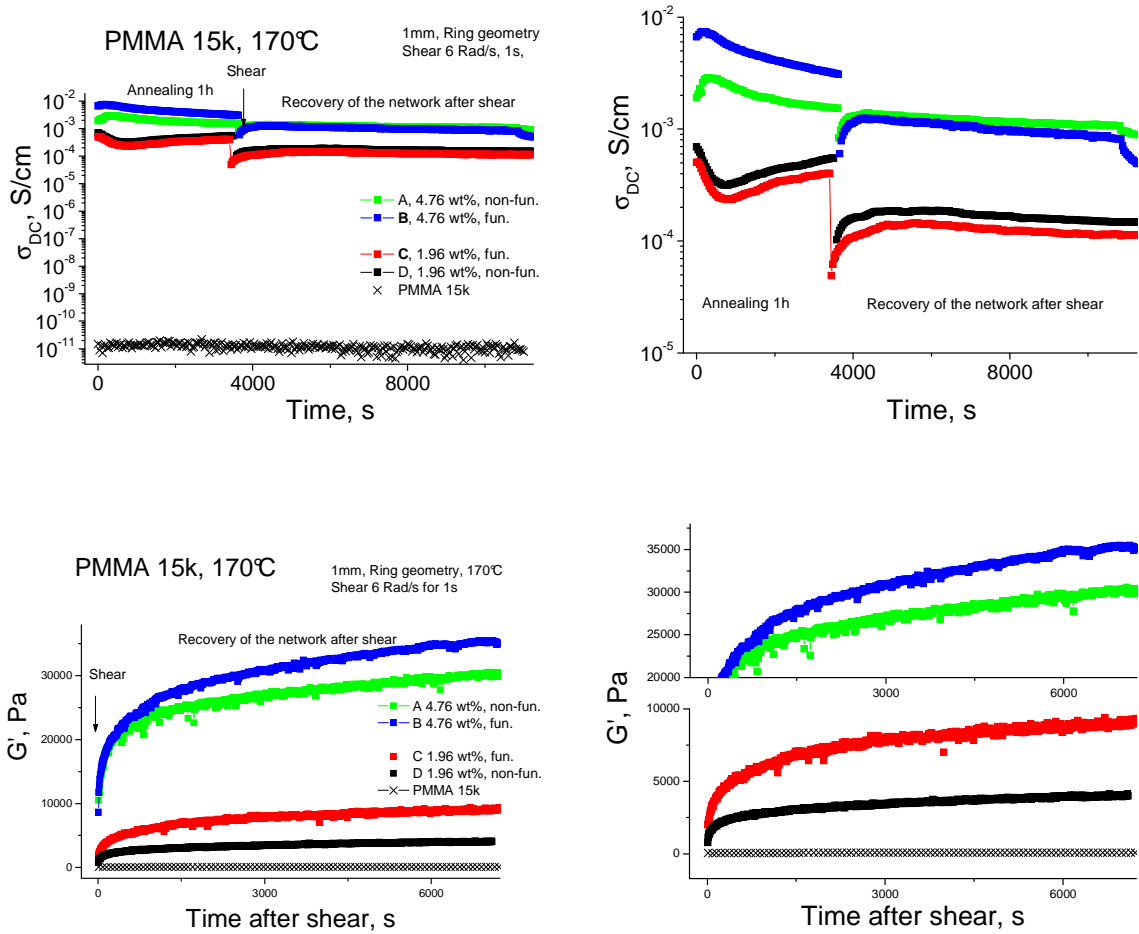 PMMA 15k, 170℃
1mm, Ring geometry
Shear 6 Rad/s, 1s,
Shear
Annealing 1h
Recovery of the network after shear
10⁻²
10⁻³
10⁻⁴
10⁻⁵
10⁻⁶
10⁻⁷
10⁻⁸
10⁻⁹
10⁻¹⁰
10⁻¹¹
σDC, S/cm
A, 4.76 wt%, non-fun.
B, 4.76 wt%, fun.
C, 1.96 wt%, fun.
D, 1.96 wt%, non-fun.
PMMA 15k
0 4000 8000
Time, s
10⁻²
10⁻³
10⁻⁴
10⁻⁵
σDC, S/cm
Annealing 1h
Recovery of the network after shear
0 4000 8000
Time, s
PMMA 15k, 170℃
1mm, Ring geometry, 170℃
Shear 6 Rad/s for 1s
Recovery of the network after shear
Shear
30000
20000
10000
0
G', Pa
A 4.76 wt%, non-fun.
B 4.76 wt%, fun.
C 1.96 wt%, fun.
D 1.96 wt%, non-fun.
PMMA 15k
0 3000 6000
Time after shear, s
35000
30000
25000
20000
0 3000 6000
10000
5000
0
G', Pa
0 3000 6000
Time after shear, s